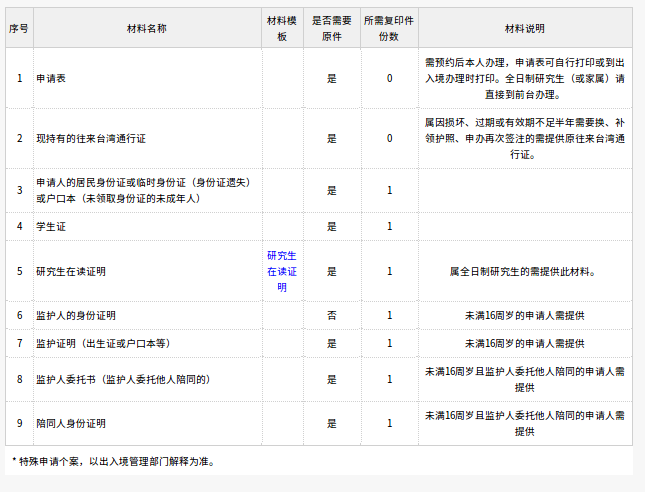 序号 材料名称 材料模板 是否需要原件 所需复印件份数 材料说明
1 申请表 是 0 需预约后本人办理，申请表可自行打印或到出
入境办理时打印。全日制研究生（或家属）请
直接到前台办理。
2 现持有的往来台湾通行证 是 0 属因损坏、过期或有效期不足半年需要换、补
领护照、申办再次签注的需提供原往来台湾通
行证。
3 申请人的居民身份证或临时身份证（身份证遗失）
或户口本（未领取身份证的未成年人） 是 1
4 学生证 是 1
5 研究生在读证明 研究生在读证明 是 1 属全日制研究生的需提供此材料。
6 监护人的身份证明 否 1 未满16周岁的申请人需提供
7 监护证明（出生证或户口本等） 是 1 未满16周岁的申请人需提供
8 监护人委托书（监护人委托他人陪同的） 是 1 未满16周岁且监护人委托他人陪同的申请人需
提供
9 陪同人身份证明 是 1 未满16周岁且监护人委托他人陪同的申请人需
提供
* 特殊申请个案，以出入境管理部门解释为准。